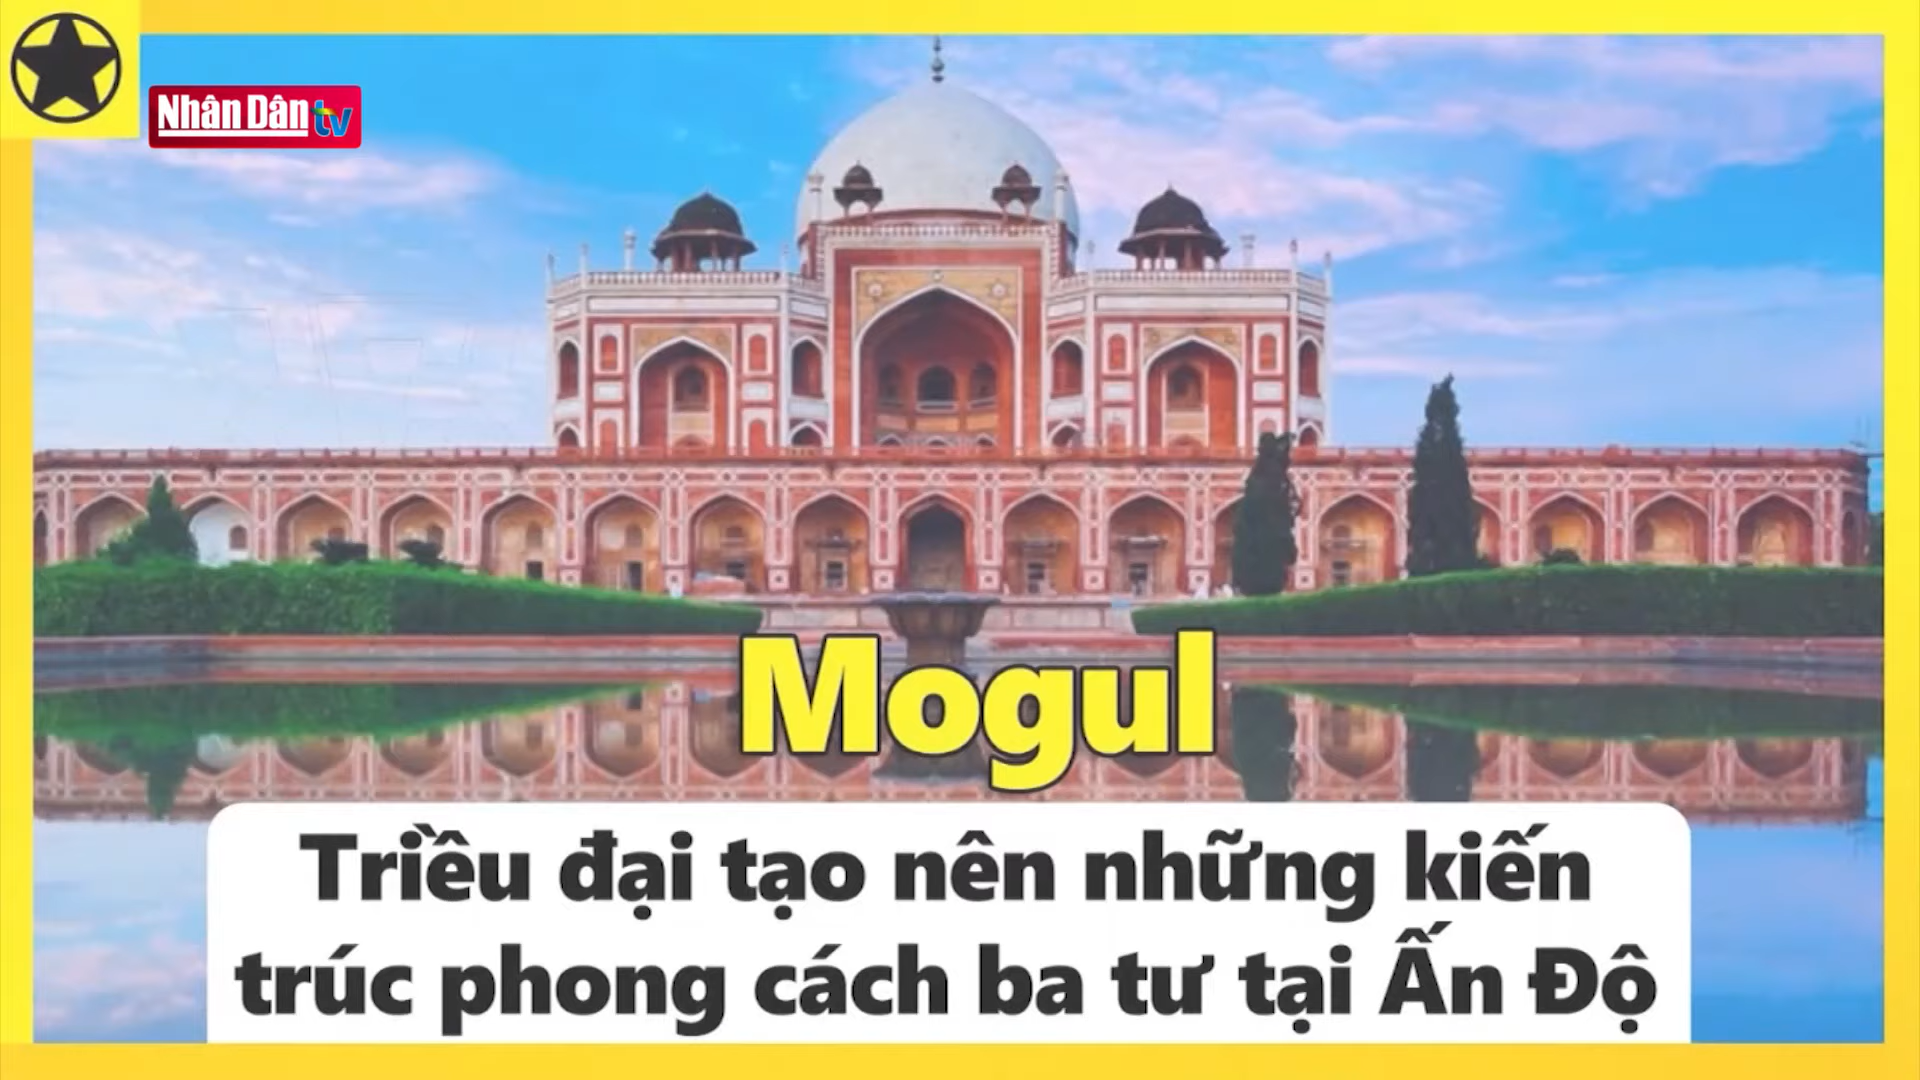 Nhân Dân tv
Mogul
Triều đại tạo nên những kiến
trúc phong cách ba tư tại Ấn Độ